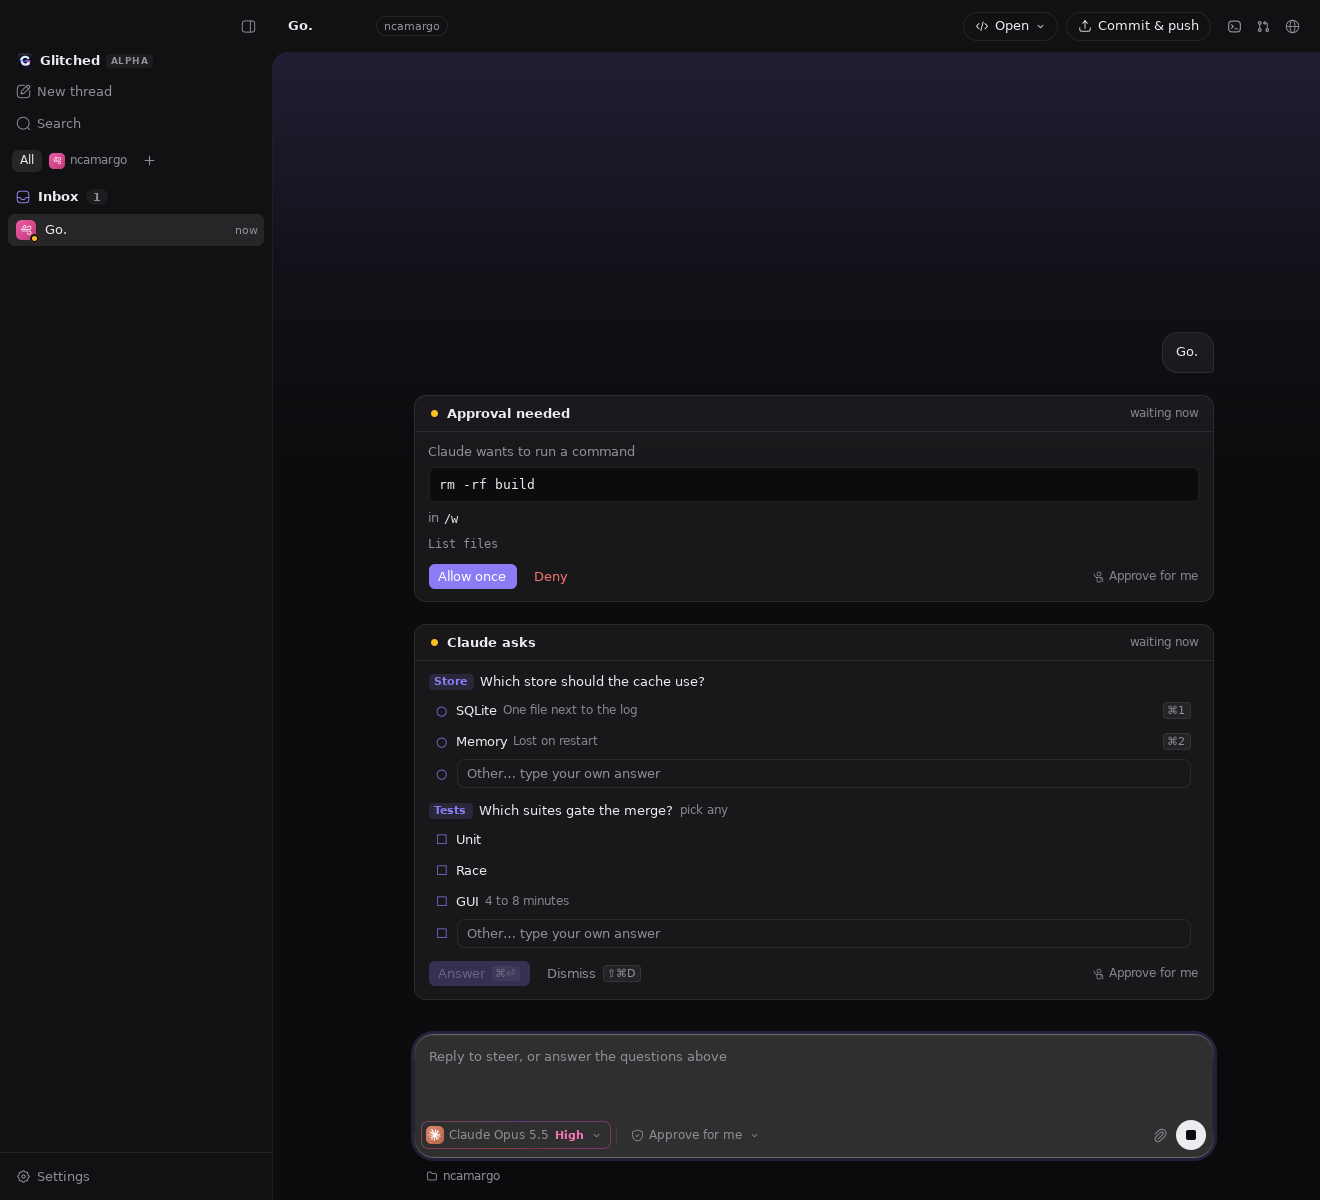 Go.
ncamargo
Open
Commit & push
Glitched ALPHA
New thread
Search
All ncamargo
Inbox 1
Go. now
Settings
Go.
Approval needed waiting now
Claude wants to run a command
rm -rf build
in /w
List files
Allow once Deny Approve for me
Claude asks waiting now
Store Which store should the cache use?
SQLite One file next to the log ⌘1
Memory Lost on restart ⌘2
Other… type your own answer
Tests Which suites gate the merge? pick any
Unit
Race
GUI 4 to 8 minutes
Other… type your own answer
Answer ⌘⏎ Dismiss ⇧⌘D Approve for me
Reply to steer, or answer the questions above
Claude Opus 5.5 High Approve for me
ncamargo